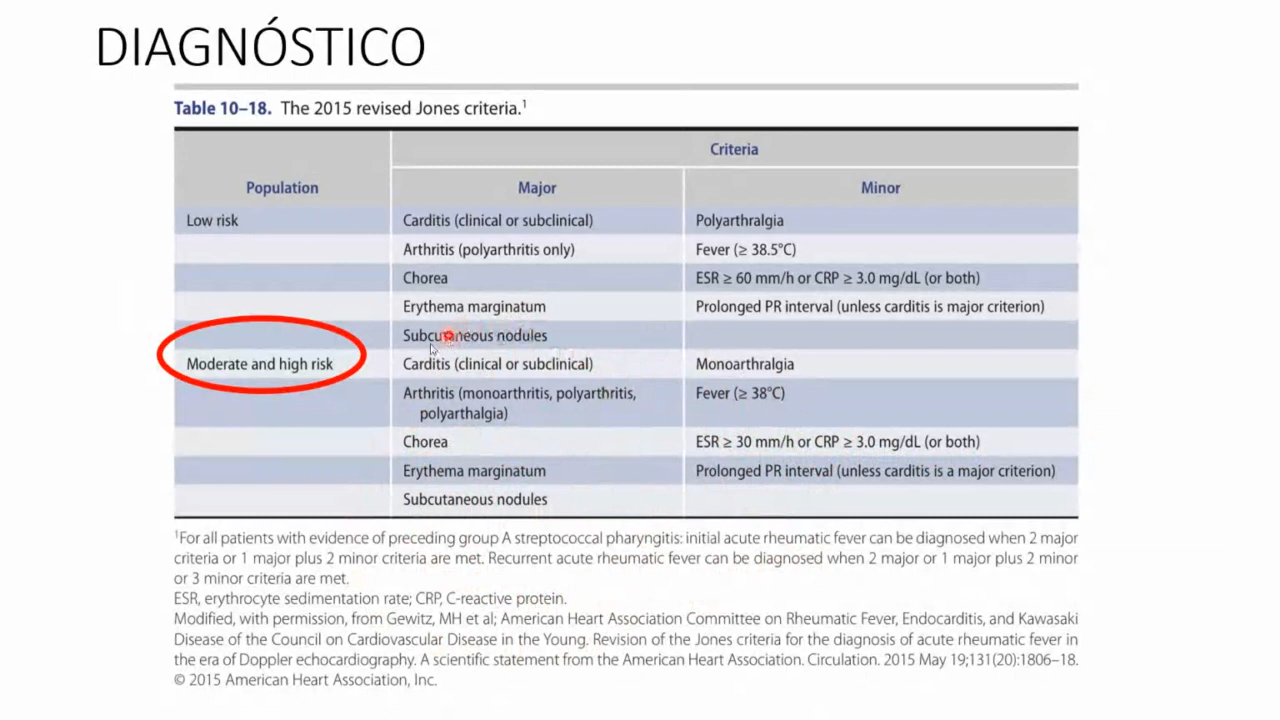 DIAGNÓSTICO
Table 10–18. The 2015 revised Jones criteria.¹
Criteria
Population Major Minor
Low risk Carditis (clinical or subclinical) Polyarthralgia
Arthritis (polyarthritis only) Fever (≥ 38.5°C)
Chorea ESR ≥ 60 mm/h or CRP ≥ 3.0 mg/dL (or both)
Erythema marginatum Prolonged PR interval (unless carditis is major criterion)
Subcutaneous nodules
Moderate and high risk Carditis (clinical or subclinical) Monoarthralgia
Arthritis (monoarthritis, polyarthritis, Fever (≥ 38°C)
polyarthalgia)
Chorea ESR ≥ 30 mm/h or CRP ≥ 3.0 mg/dL (or both)
Erythema marginatum Prolonged PR interval (unless carditis is a major criterion)
Subcutaneous nodules
¹For all patients with evidence of preceding group A streptococcal pharyngitis: initial acute rheumatic fever can be diagnosed when 2 major
criteria or 1 major plus 2 minor criteria are met. Recurrent acute rheumatic fever can be diagnosed when 2 major or 1 major plus 2 minor
or 3 minor criteria are met.
ESR, erythrocyte sedimentation rate; CRP, C-reactive protein.
Modified, with permission, from Gewitz, MH et al; American Heart Association Committee on Rheumatic Fever, Endocarditis, and Kawasaki
Disease of the Council on Cardiovascular Disease in the Young. Revision of the Jones criteria for the diagnosis of acute rheumatic fever in
the era of Doppler echocardiography. A scientific statement from the American Heart Association. Circulation. 2015 May 19;131(20):1806–18.
© 2015 American Heart Association, Inc.